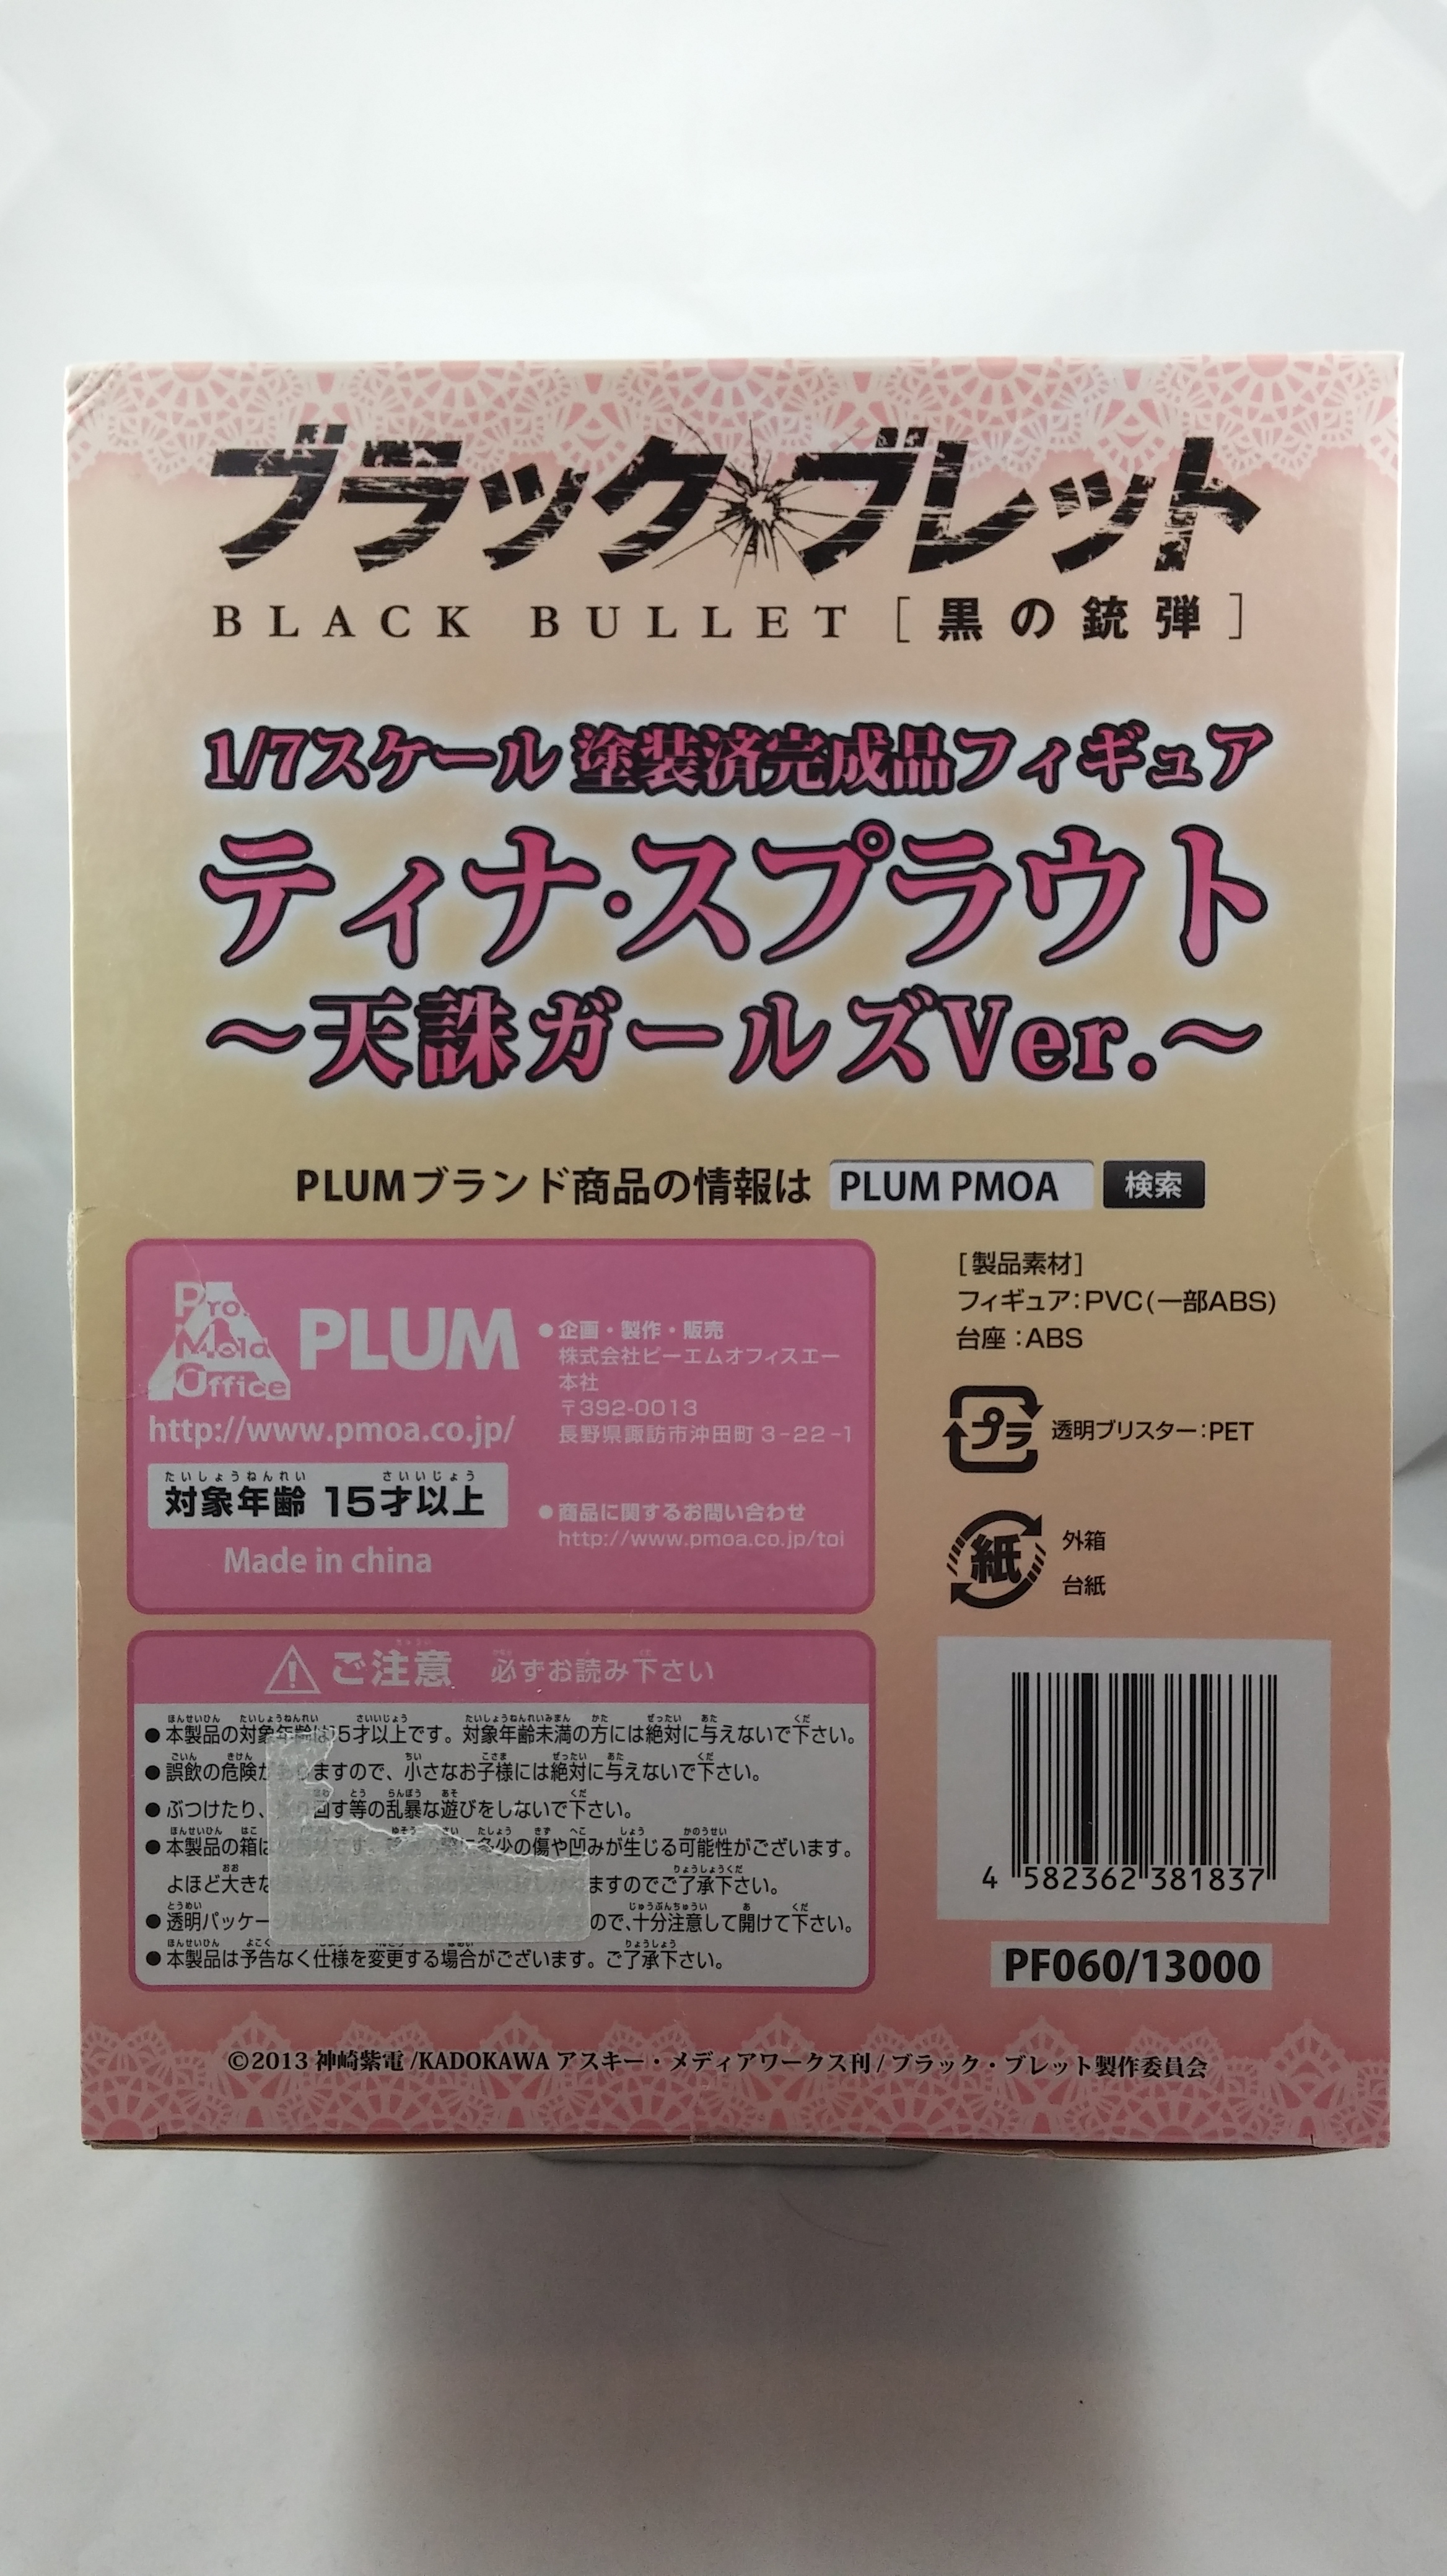 ブラック・ブレット
BLACK BULLET [黒の銃弾]
1/7スケール 塗装済完成品フィギュア
ティナ・スプラウト
～天誅ガールズVer.～
PLUMブランド商品の情報は PLUM PMOA 検索
Pro.
Mold
Office
PLUM
http://www.pmoa.co.jp/
たいしょうねんれい さいいじょう
対象年齢 15才以上
Made in china
●企画・製作・販売
株式会社ピーエムオフィスエー
本社
〒392-0013
長野県諏訪市沖田町 3-22-1
●商品に関するお問い合わせ
http://www.pmoa.co.jp/toi
[製品素材]
フィギュア：PVC(一部ABS)
台座：ABS
プラ 透明ブリスター：PET
紙 外箱
台紙
ご注意 必ずお読み下さい
●本製品の対象年齢は15才以上です。対象年齢未満の方には絶対に与えないで下さい。
●誤飲の危険がありますので、小さなお子様には絶対に与えないで下さい。
●ぶつけたり、 回す等の乱暴な遊びをしないで下さい。
●本製品の箱は 多少の傷や凹みが生じる可能性がございます。
よほど大きな ますのでご了承下さい。
●透明パッケー ので、十分注意して開けて下さい。
●本製品は予告なく仕様を変更する場合がございます。ご了承下さい。
4 582362 381837
PF060/13000
©2013 神崎紫電 /KADOKAWA アスキー・メディアワークス刊 / ブラック・ブレット製作委員会